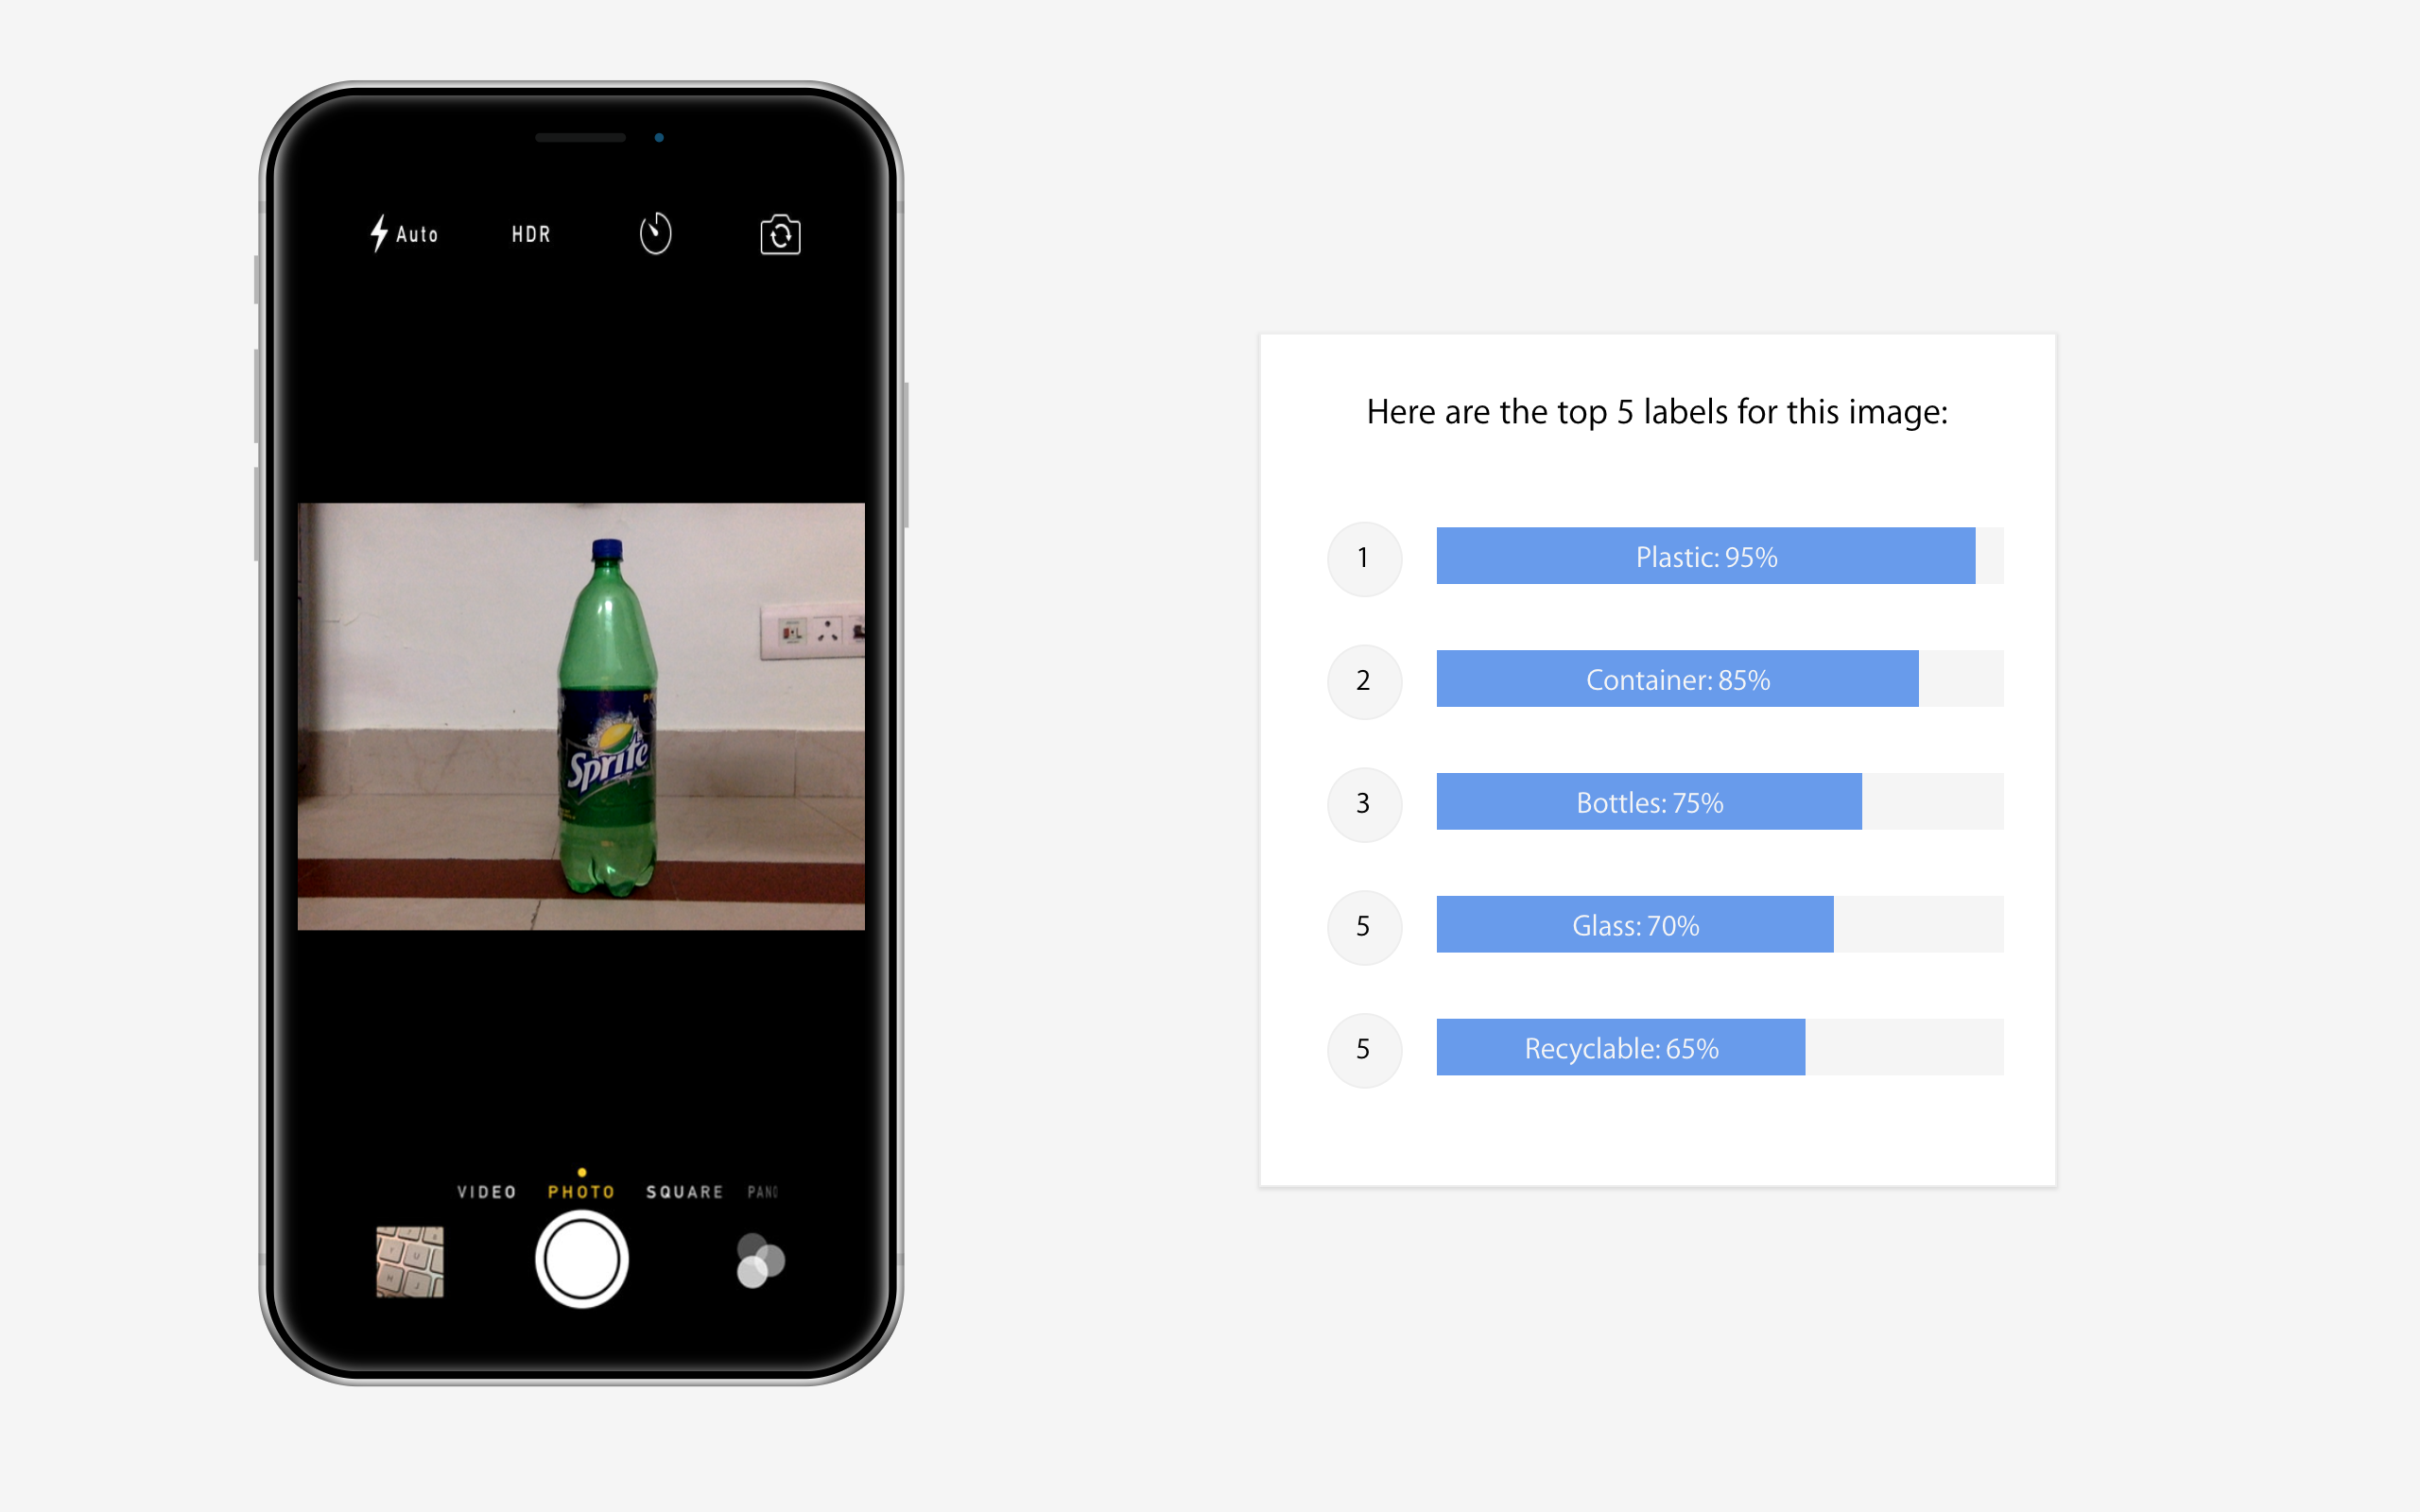 Auto HDR
Sprite
VIDEO PHOTO SQUARE PANO
Here are the top 5 labels for this image:
1 Plastic: 95%
2 Container: 85%
3 Bottles: 75%
5 Glass: 70%
5 Recyclable: 65%